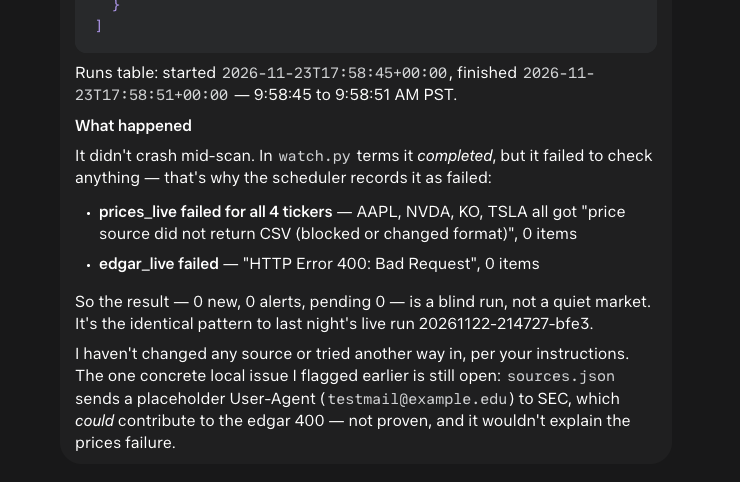 }
]
Runs table: started 2026-11-23T17:58:45+00:00, finished 2026-11-
23T17:58:51+00:00 — 9:58:45 to 9:58:51 AM PST.
What happened
It didn't crash mid-scan. In watch.py terms it completed, but it failed to check
anything — that's why the scheduler records it as failed:
• prices_live failed for all 4 tickers — AAPL, NVDA, KO, TSLA all got "price
source did not return CSV (blocked or changed format)", 0 items
• edgar_live failed — "HTTP Error 400: Bad Request", 0 items
So the result — 0 new, 0 alerts, pending 0 — is a blind run, not a quiet market.
It's the identical pattern to last night's live run 20261122-214727-bfe3.
I haven't changed any source or tried another way in, per your instructions.
The one concrete local issue I flagged earlier is still open: sources.json
sends a placeholder User-Agent (testmail@example.edu) to SEC, which
could contribute to the edgar 400 — not proven, and it wouldn't explain the
prices failure.